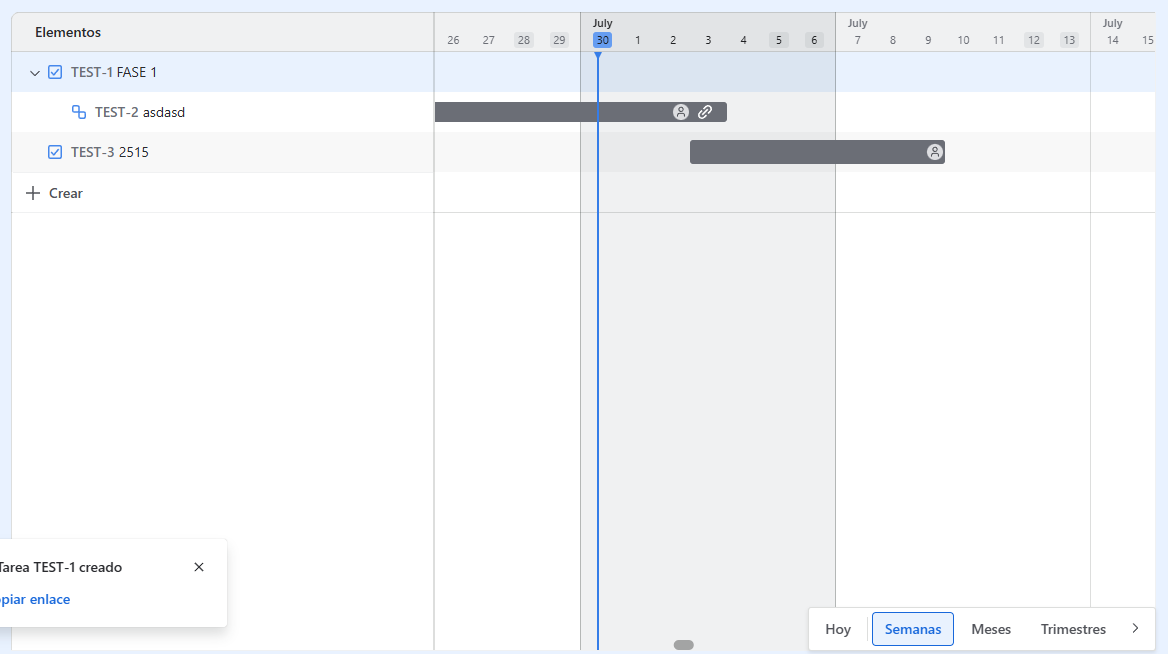 Elementos
July July July
26 27 28 29 30 1 2 3 4 5 6 7 8 9 10 11 12 13 14 15
TEST-1 FASE 1
TEST-2 asdasd
TEST-3 2515
Crear
Tarea TEST-1 creado
piar enlace
Hoy Semanas Meses Trimestres